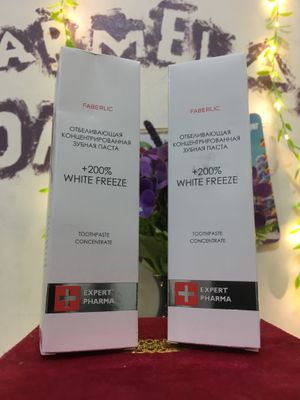 FABERLIC
ОТБЕЛИВАЮЩАЯ
КОНЦЕНТРИРОВАННАЯ
ЗУБНАЯ ПАСТА
+200%
WHITE FREEZE
TOOTHPASTE
CONCENTRATE
EXPERT
PHARMA
FABERLIC
ОТБЕЛИВАЮЩАЯ
КОНЦЕНТРИРОВАННАЯ
ЗУБНАЯ ПАСТА
+200%
WHITE FREEZE
TOOTHPASTE
CONCENTRATE
EXPERT
PHARMA